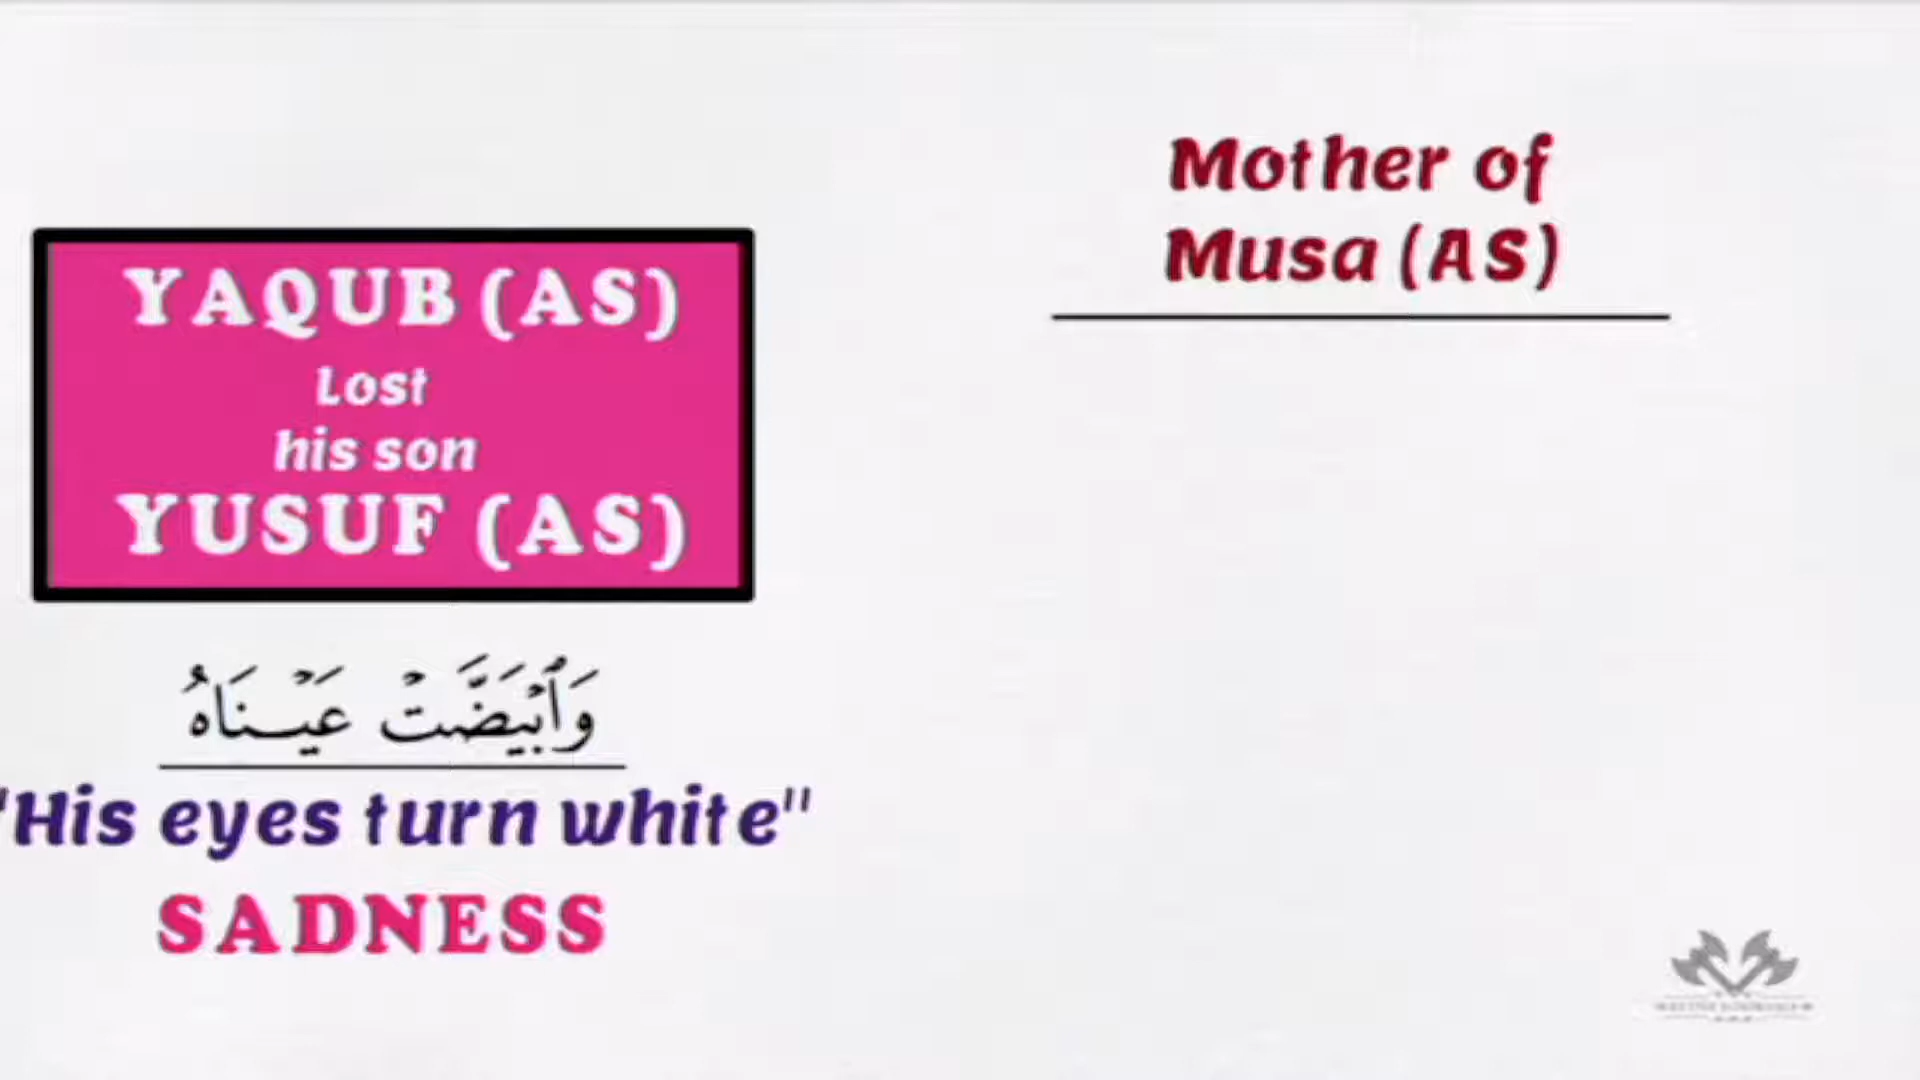 YAQUB (AS)
Lost
his son
YUSUF (AS)
وَٱبۡيَضَّتۡ عَيۡنَاهُ
"His eyes turn white"
SADNESS
Mother of
Musa (AS)